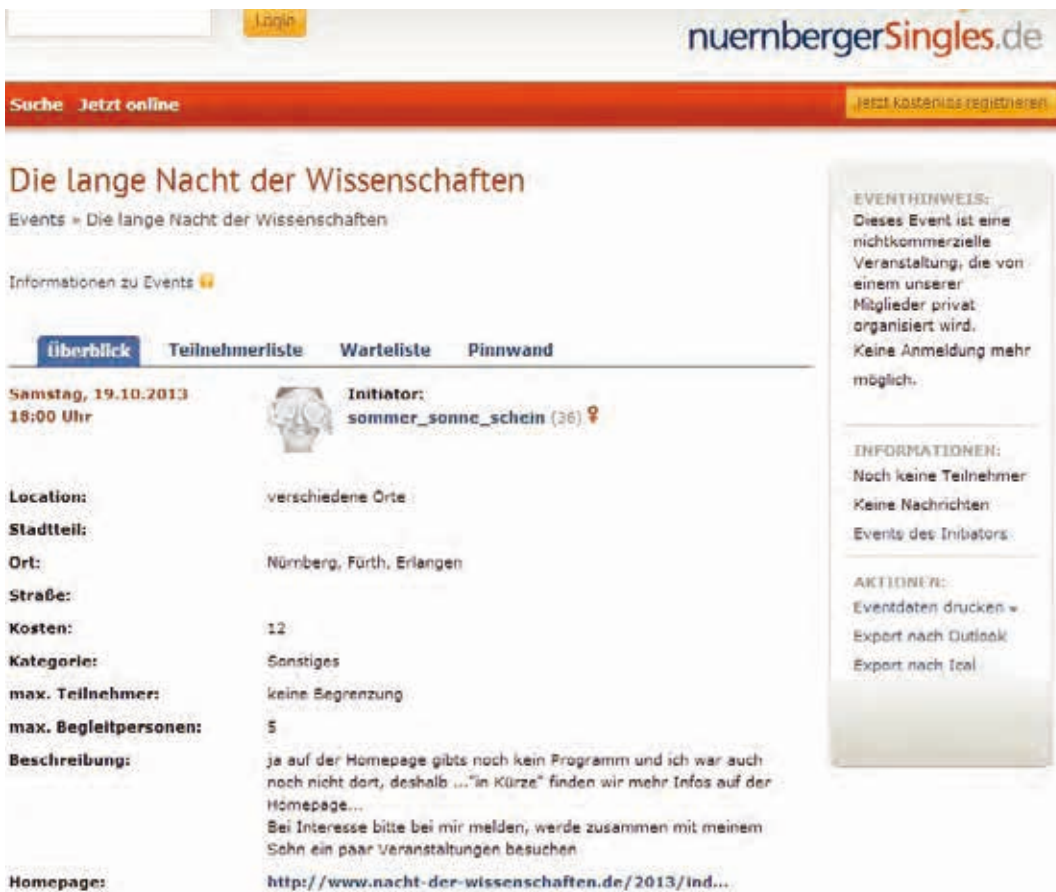 Login
nuernbergerSingles.de
Suche Jetzt online
Jetzt kostenlos registrieren
Die lange Nacht der Wissenschaften
Events » Die lange Nacht der Wissenschaften
Informationen zu Events
Überblick Teilnehmerliste Warteliste Pinnwand
Samstag, 19.10.2013
18:00 Uhr
Initiator:
sommer_sonne_schein (36)
Location: verschiedene Orte
Stadtteil:
Ort: Nürnberg, Fürth, Erlangen
Straße:
Kosten: 12
Kategorie: Sonstiges
max. Teilnehmer: keine Begrenzung
max. Begleitpersonen: 5
Beschreibung: ja auf der Homepage gibts noch kein Programm und ich war auch
noch nicht dort, deshalb ..."in Kürze" finden wir mehr Infos auf der
Homepage...
Bei Interesse bitte bei mir melden, werde zusammen mit meinem
Sohn ein paar Veranstaltungen besuchen
Homepage: http://www.nacht-der-wissenschaften.de/2013/ind...
EVENTHINWEIS:
Dieses Event ist eine
nichtkommerzielle
Veranstaltung, die von
einem unserer
Mitglieder privat
organisiert wird.
Keine Anmeldung mehr
möglich.
INFORMATIONEN:
Noch keine Teilnehmer
Keine Nachrichten
Events des Initiators
AKTIONEN:
Eventdaten drucken »
Export nach Outlook
Export nach Ical